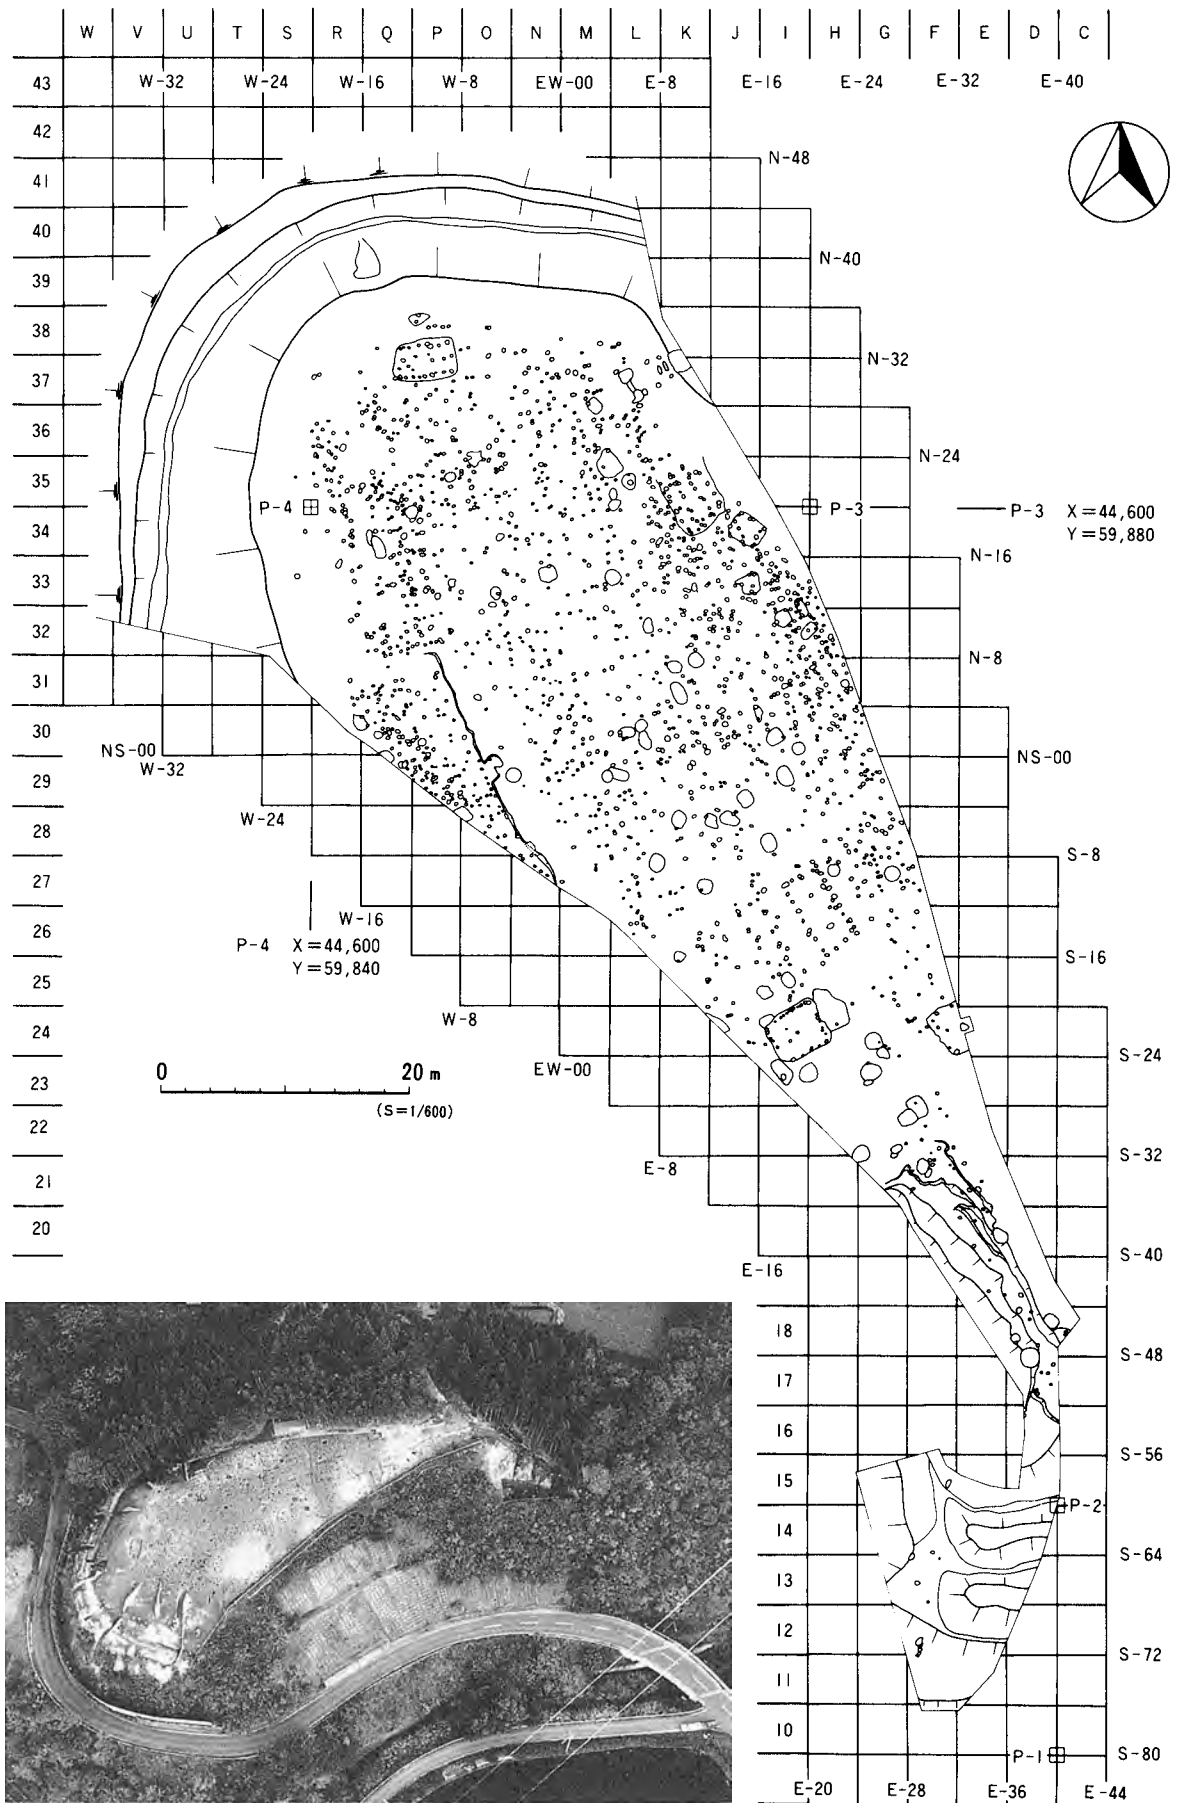 W V U T S R Q P O N M L K J I H G F E D C
43 W-32 W-24 W-16 W-8 EW-00 E-8 E-16 E-24 E-32 E-40
42
N-48
41
40
N-40
39
38
N-32
37
36
N-24
35
P-4 P-3 P-3 X=44,600
Y=59,880
34
N-16
33
32
N-8
31
30
NS-00 NS-00
W-32
29
W-24
28
S-8
27
W-16
26
P-4 X=44,600
Y=59,840
S-16
25
W-8
24
S-24
EW-00
0 20 m
23
(S=1/600)
22
E-8 S-32
21
20
S-40
E-16
18
S-48
17
16
S-56
15
P-2
14
S-64
13
12
S-72
11
10
P-1 S-80
E-20 E-28 E-36 E-44